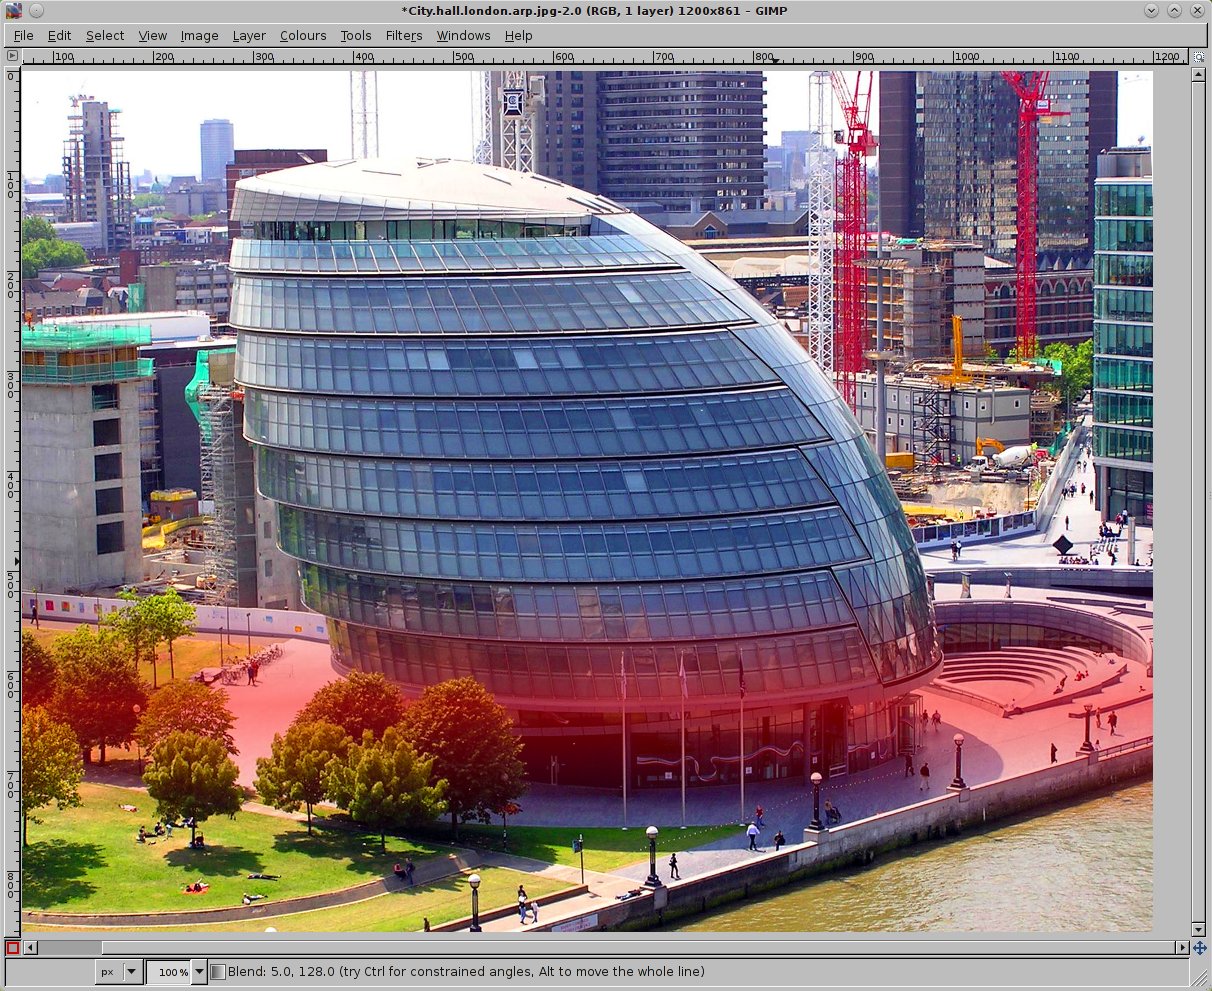 *City.hall.london.arp.jpg-2.0 (RGB, 1 layer) 1200x861 – GIMP
File Edit Select View Image Layer Colours Tools Filters Windows Help
100 200 300 400 500 600 700 800 900 1000 1100 1200
0
100
200
300
400
500
600
700
800
px 100 % Blend: 5.0, 128.0 (try Ctrl for constrained angles, Alt to move the whole line)